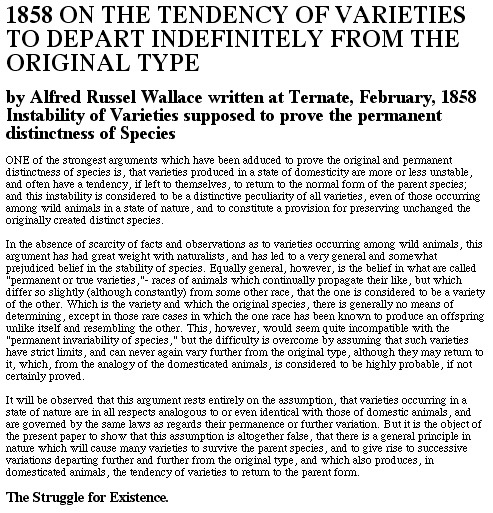 1858 ON THE TENDENCY OF VARIETIES
TO DEPART INDEFINITELY FROM THE
ORIGINAL TYPE
by Alfred Russel Wallace written at Ternate, February, 1858
Instability of Varieties supposed to prove the permanent
distinctness of Species
ONE of the strongest arguments which have been adduced to prove the original and permanent
distinctness of species is, that varieties produced in a state of domesticity are more or less unstable,
and often have a tendency, if left to themselves, to return to the normal form of the parent species;
and this instability is considered to be a distinctive peculiarity of all varieties, even of those occurring
among wild animals in a state of nature, and to constitute a provision for preserving unchanged the
originally created distinct species.
In the absence of scarcity of facts and observations as to varieties occurring among wild animals, this
argument has had great weight with naturalists, and has led to a very general and somewhat
prejudiced belief in the stability of species. Equally general, however, is the belief in what are called
"permanent or true varieties,"- races of animals which continually propagate their like, but which
differ so slightly (although constantly) from some other race, that the one is considered to be a variety
of the other. Which is the variety and which the original species, there is generally no means of
determining, except in those rare cases in which the one race has been known to produce an offspring
unlike itself and resembling the other. This, however, would seem quite incompatible with the
"permanent invariability of species," but the difficulty is overcome by assuming that such varieties
have strict limits, and can never again vary further from the original type, although they may return to
it, which, from the analogy of the domesticated animals, is considered to be highly probable, if not
certainly proved.
It will be observed that this argument rests entirely on the assumption, that varieties occurring in a
state of nature are in all respects analogous to or even identical with those of domestic animals, and
are governed by the same laws as regards their permanence or further variation. But it is the object of
the present paper to show that this assumption is altogether false, that there is a general principle in
nature which will cause many varieties to survive the parent species, and to give rise to successive
variations departing further and further from the original type, and which also produces, in
domesticated animals, the tendency of varieties to return to the parent form.
The Struggle for Existence.